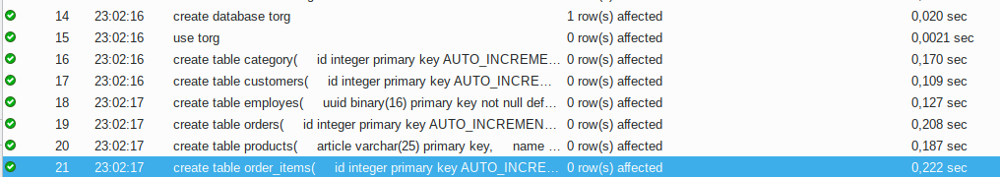 14 23:02:16 create database torg 1 row(s) affected 0,020 sec
15 23:02:16 use torg 0 row(s) affected 0,0021 sec
16 23:02:16 create table category( id integer primary key AUTO_INCREME... 0 row(s) affected 0,170 sec
17 23:02:16 create table customers( id integer primary key AUTO_INCRE... 0 row(s) affected 0,109 sec
18 23:02:17 create table employes( uuid binary(16) primary key not null def... 0 row(s) affected 0,127 sec
19 23:02:17 create table orders( id integer primary key AUTO_INCREMEN... 0 row(s) affected 0,208 sec
20 23:02:17 create table products( article varchar(25) primary key, name ... 0 row(s) affected 0,187 sec
21 23:02:17 create table order_items( id integer primary key AUTO_INCRE... 0 row(s) affected 0,222 sec